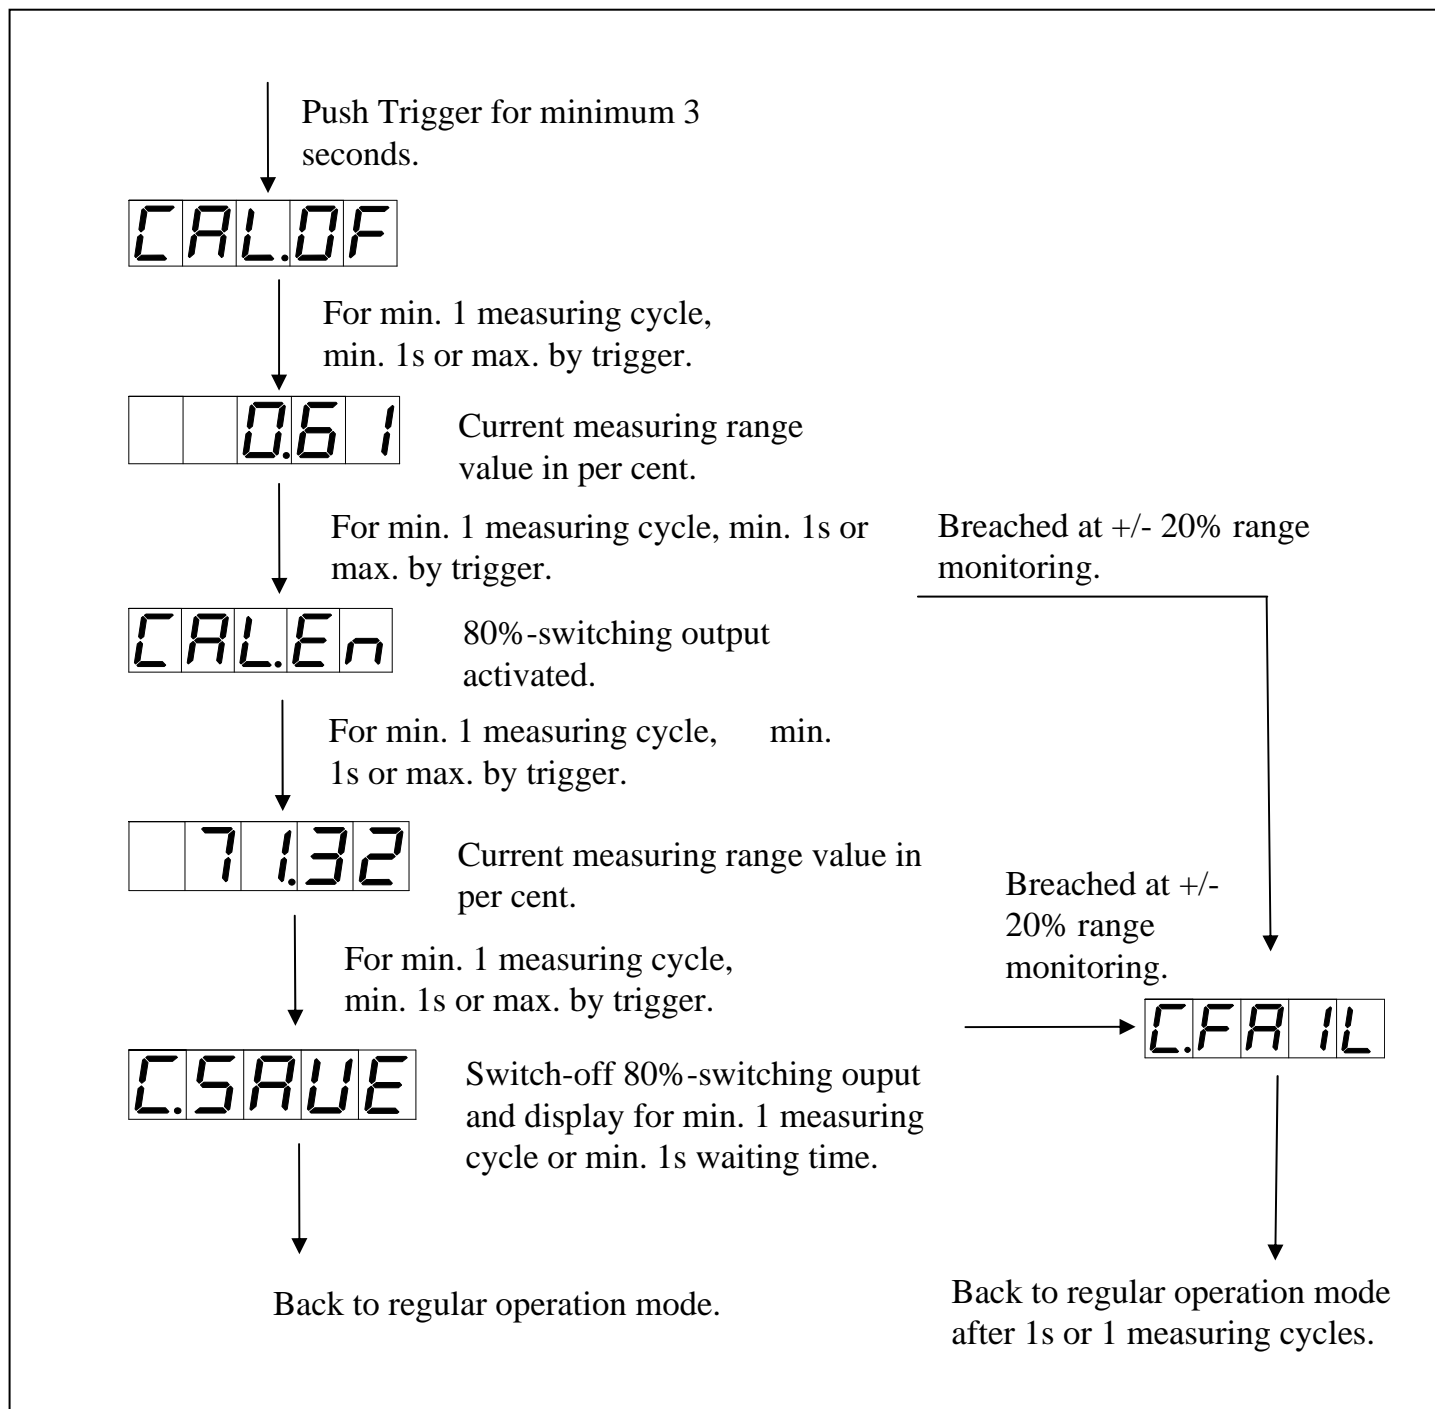 Push Trigger for minimum 3
seconds.
CAL.OF
For min. 1 measuring cycle,
min. 1s or max. by trigger.
0.61
Current measuring range
value in per cent.
For min. 1 measuring cycle, min. 1s or
max. by trigger.
Breached at +/- 20% range
monitoring.
CAL.En
80%-switching output
activated.
For min. 1 measuring cycle, min.
1s or max. by trigger.
71.32
Current measuring range value in
per cent.
Breached at +/-
20% range
monitoring.
For min. 1 measuring cycle,
min. 1s or max. by trigger.
C.FAIL
C.SAVE
Switch-off 80%-switching ouput
and display for min. 1 measuring
cycle or min. 1s waiting time.
Back to regular operation mode.
Back to regular operation mode
after 1s or 1 measuring cycles.